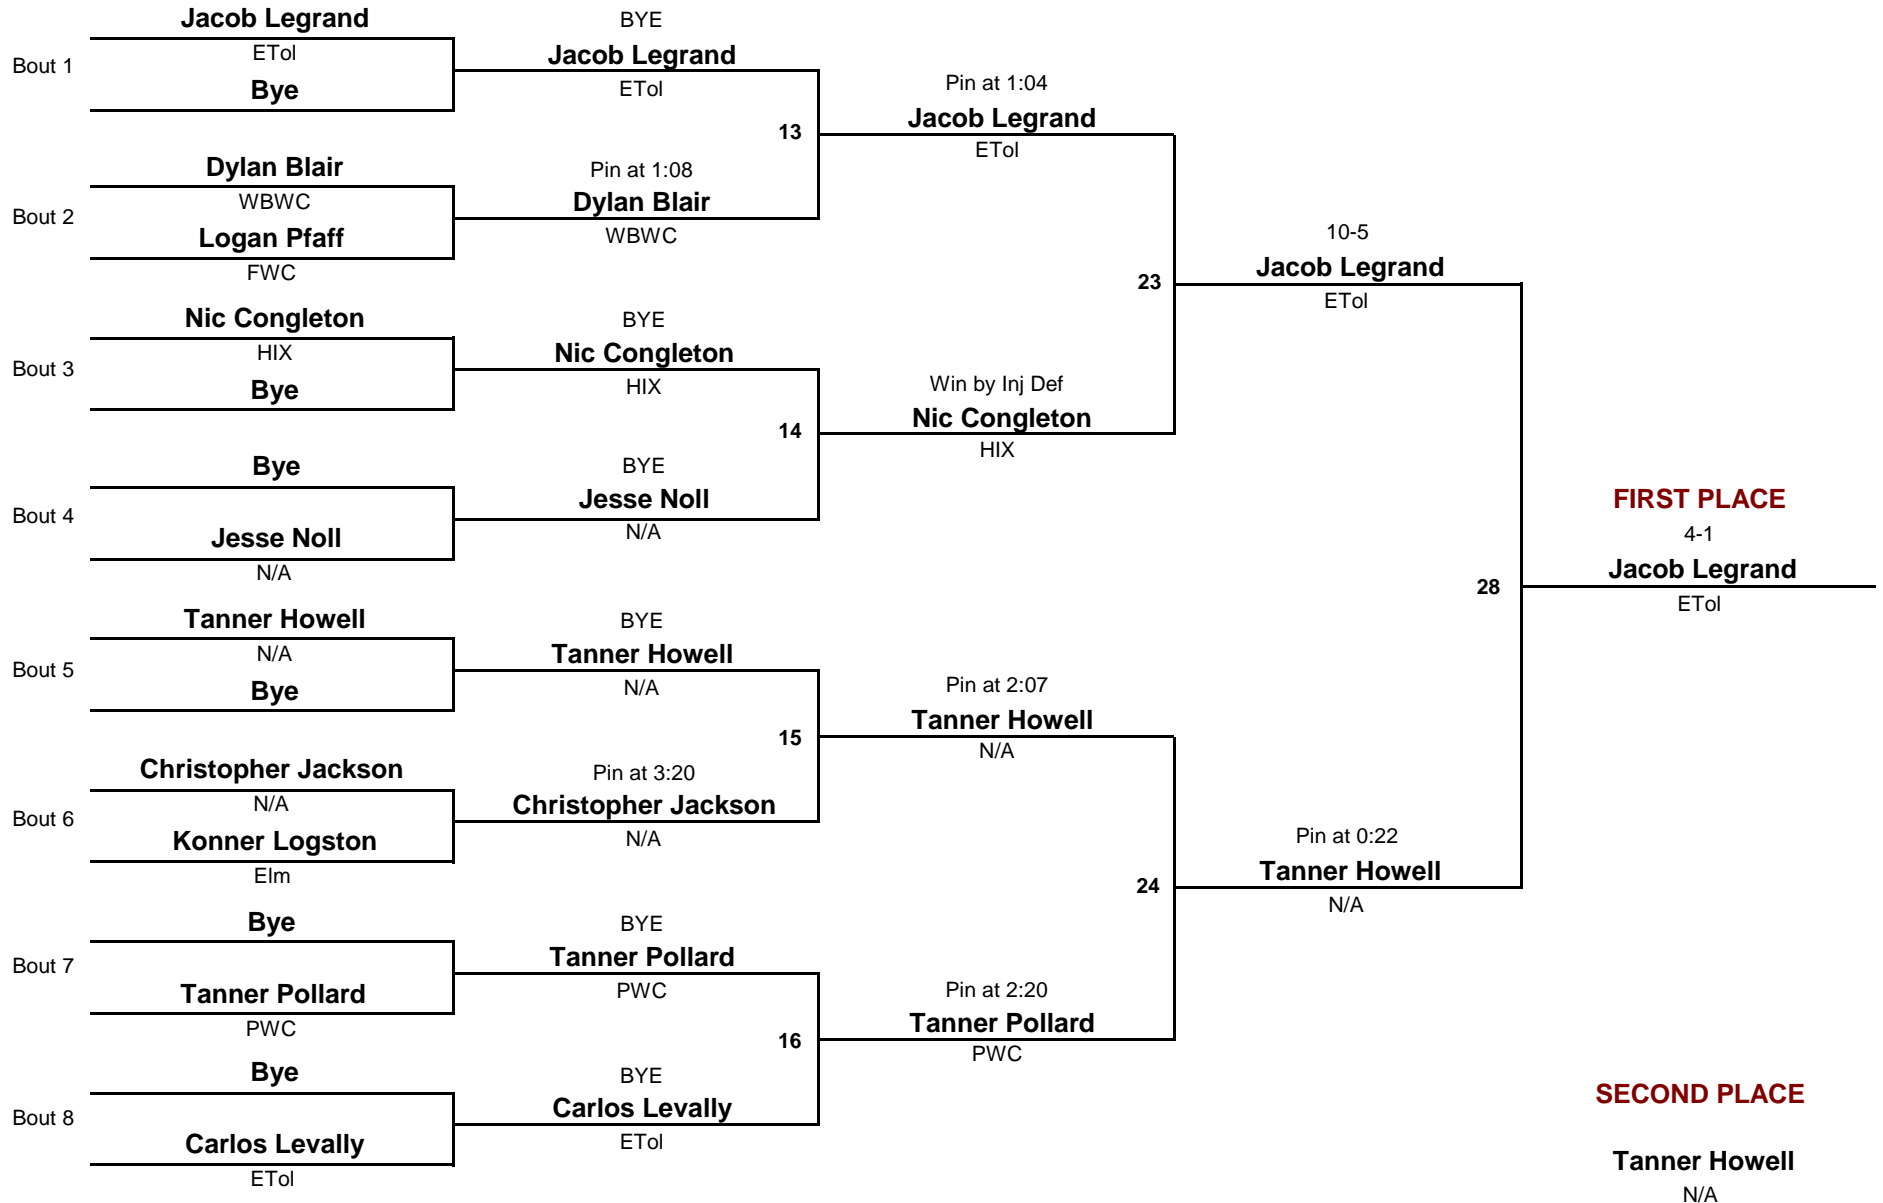 Bout 1
Jacob Legrand
ETol
Bye
Bout 2
Dylan Blair
WBWC
Logan Pfaff
FWC
Bout 3
Nic Congleton
HIX
Bye
Bout 4
Bye
Jesse Noll
N/A
Bout 5
Tanner Howell
N/A
Bye
Bout 6
Christopher Jackson
N/A
Konner Logston
Elm
Bout 7
Bye
Tanner Pollard
PWC
Bout 8
Bye
Carlos Levally
ETol
BYE
Jacob Legrand
ETol
Pin at 1:08
Dylan Blair
WBWC
BYE
Nic Congleton
HIX
BYE
Jesse Noll
N/A
BYE
Tanner Howell
N/A
Pin at 3:20
Christopher Jackson
N/A
BYE
Tanner Pollard
PWC
BYE
Carlos Levally
ETol
13
Pin at 1:04
Jacob Legrand
ETol
14
Win by Inj Def
Nic Congleton
HIX
15
Pin at 2:07
Tanner Howell
N/A
16
Pin at 2:20
Tanner Pollard
PWC
23
10-5
Jacob Legrand
ETol
24
Pin at 0:22
Tanner Howell
N/A
28
FIRST PLACE
4-1
Jacob Legrand
ETol
SECOND PLACE
Tanner Howell
N/A